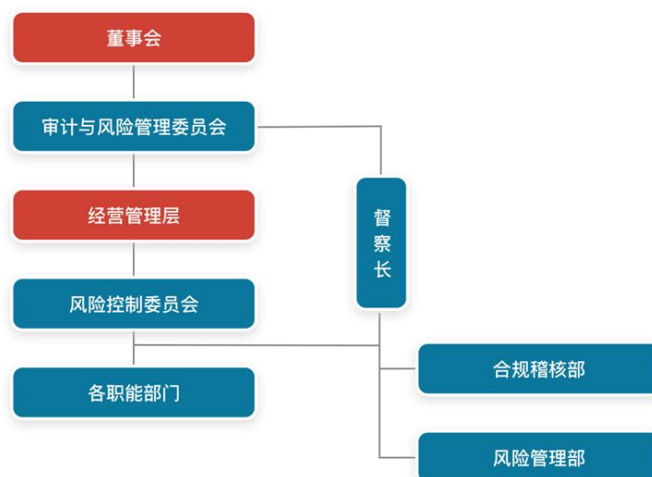 董事会
审计与风险管理委员会
经营管理层
督察长
风险控制委员会
合规稽核部
各职能部门
风险管理部